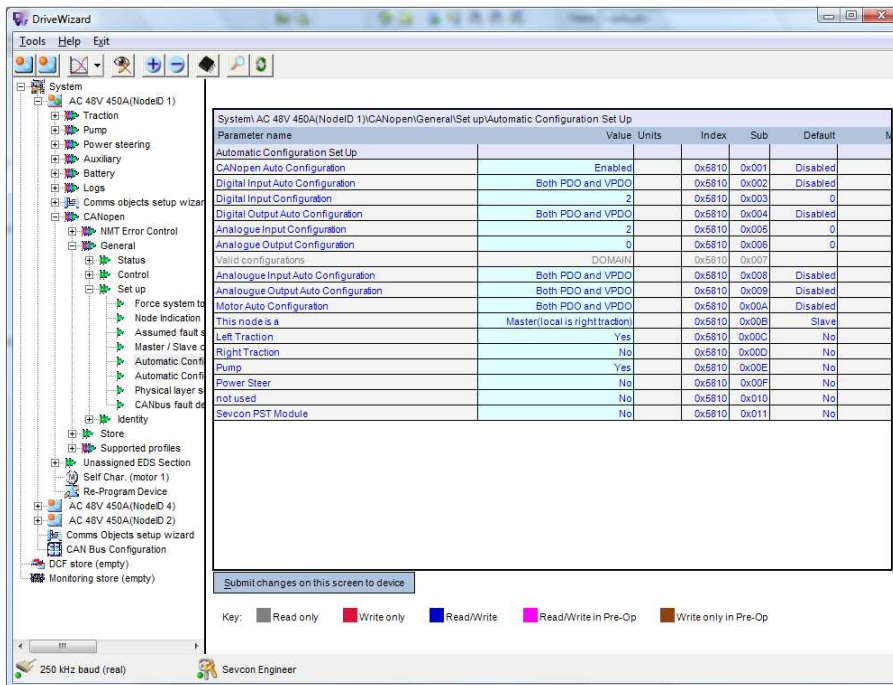 DriveWizard
Tools Help Exit
System
AC 48V 450A(NodeID 1)
Traction
Pump
Power steering
Auxiliary
Battery
Logs
Comms objects setup wizar
CANopen
NMT Error Control
General
Status
Control
Set up
Force system to
Node Indication
Assumed fault s
Master / Slave c
Automatic Confi
Automatic Confi
Physical layer s
CANbus fault de
Identity
Store
Supported profiles
Unassigned EDS Section
Self Char. (motor 1)
Re-Program Device
AC 48V 450A(NodeID 4)
AC 48V 450A(NodeID 2)
Comms Objects setup wizard
CAN Bus Configuration
DCF store (empty)
Monitoring store (empty)
System\ AC 48V 450A(NodeID 1)\CANopen\General\Set up\Automatic Configuration Set Up
Parameter name Value Units Index Sub Default M
Automatic Configuration Set Up
CANopen Auto Configuration Enabled 0x5810 0x001 Disabled
Digital Input Auto Configuration Both PDO and VPDO 0x5810 0x002 Disabled
Digital Input Configuration 2 0x5810 0x003 0
Digital Output Auto Configuration Both PDO and VPDO 0x5810 0x004 Disabled
Analogue Input Configuration 2 0x5810 0x005 0
Analogue Output Configuration 0 0x5810 0x006 0
Valid configurations DOMAIN 0x5810 0x007
Analougue Input Auto Configuration Both PDO and VPDO 0x5810 0x008 Disabled
Analougue Output Auto Configuration Both PDO and VPDO 0x5810 0x009 Disabled
Motor Auto Configuration Both PDO and VPDO 0x5810 0x00A Disabled
This node is a Master(local is right traction) 0x5810 0x00B Slave
Left Traction Yes 0x5810 0x00C No
Right Traction No 0x5810 0x00D No
Pump Yes 0x5810 0x00E No
Power Steer No 0x5810 0x00F No
not used No 0x5810 0x010 No
Sevcon PST Module No 0x5810 0x011 No
Submit changes on this screen to device
Key: Read only Write only Read/Write Read/Write in Pre-Op Write only in Pre-Op
250 kHz baud (real) Sevcon Engineer